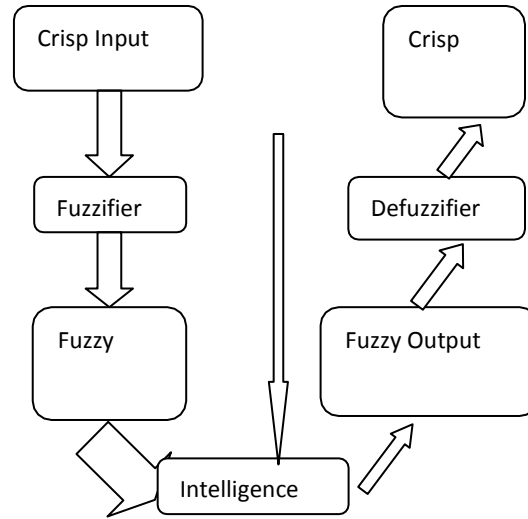 Crisp Input
Crisp
Fuzzifier
Defuzzifier
Fuzzy
Fuzzy Output
Intelligence